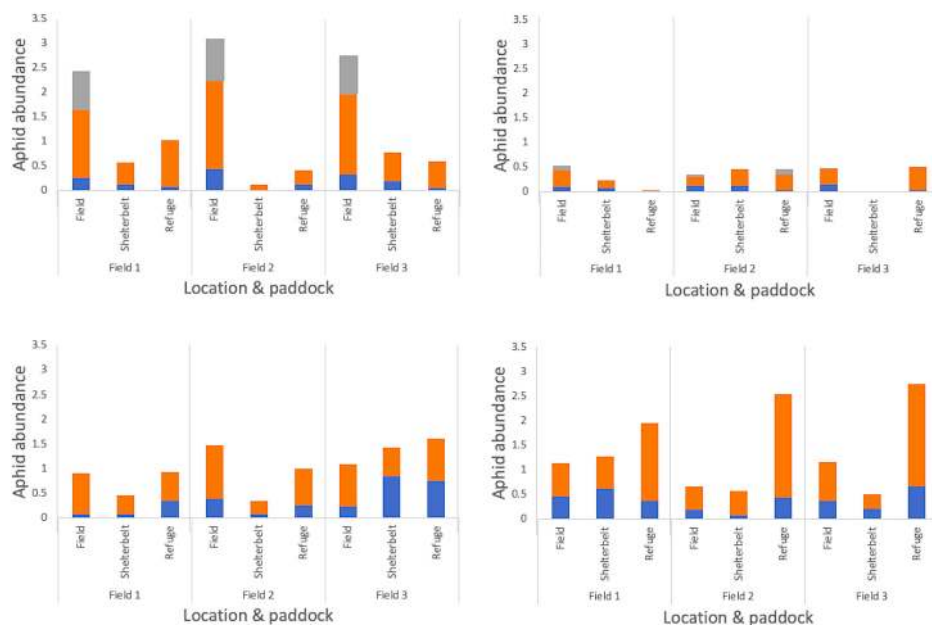 3.5
3
2.5
2
1.5
1
0.5
0
Aphid abundance
Field
Shelterbelt
Refuge
Field
Shelterbelt
Refuge
Field
Shelterbelt
Refuge
Field 1
Field 2
Field 3
Location & paddock
3.5
3
2.5
2
1.5
1
0.5
0
Aphid abundance
Field
Shelterbelt
Refuge
Field
Shelterbelt
Refuge
Field
Shelterbelt
Refuge
Field 1
Field 2
Field 3
Location & paddock
3.5
3
2.5
2
1.5
1
0.5
0
Aphid abundance
Field
Shelterbelt
Refuge
Field
Shelterbelt
Refuge
Field
Shelterbelt
Refuge
Field 1
Field 2
Field 3
Location & paddock
3.5
3
2.5
2
1.5
1
0.5
0
Aphid abundance
Field
Shelterbelt
Refuge
Field
Shelterbelt
Refuge
Field
Shelterbelt
Refuge
Field 1
Field 2
Field 3
Location & paddock